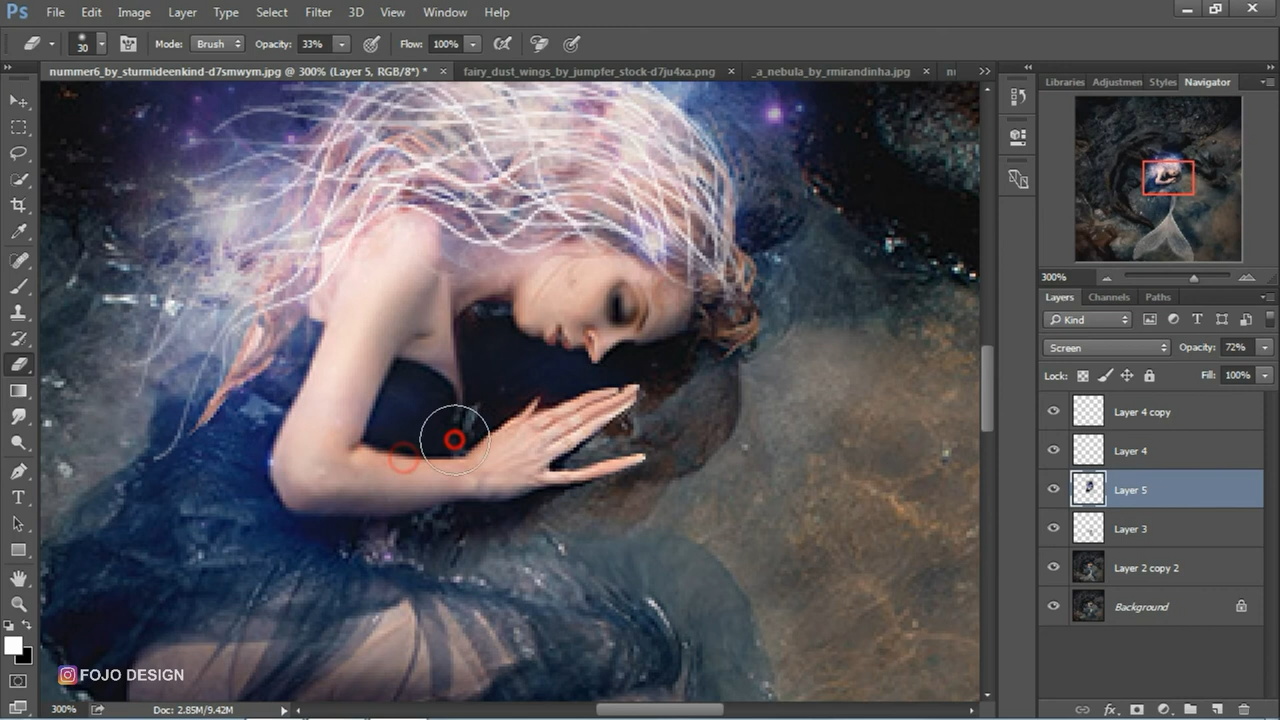 Ps File Edit Image Layer Type Select Filter 3D View Window Help
30 Mode: Brush Opacity: 33% Flow: 100%
nummer6_by_sturmideenkind-d7smwym.jpg @ 300% (Layer 5, RGB/8*) * × fairy_dust_wings_by_jumpfer_stock-d7ju4xa.png × _a_nebula_by_rmirandinha.jpg ×
Libraries Adjustmen Styles Navigator
300%
Layers Channels Paths
Kind
Screen Opacity: 72%
Lock: Fill: 100%
Layer 4 copy
Layer 4
Layer 5
Layer 3
Layer 2 copy 2
Background
FOJO DESIGN
300% Doc: 2.85M/9.42M